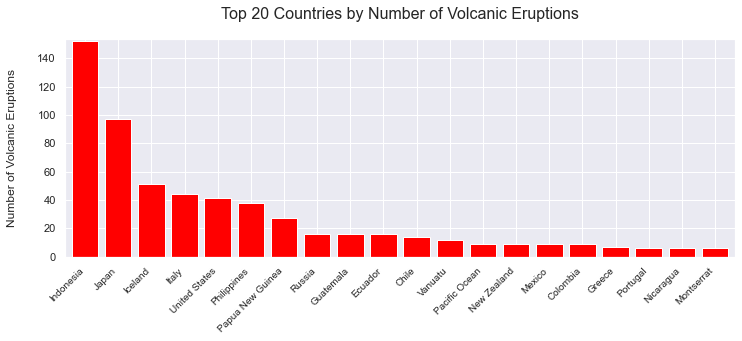 Top 20 Countries by Number of Volcanic Eruptions
Number of Volcanic Eruptions
140
120
100
80
60
40
20
0
Indonesia
Japan
Iceland
Italy
United States
Philippines
Papua New Guinea
Russia
Guatemala
Ecuador
Chile
Vanuatu
Pacific Ocean
New Zealand
Mexico
Colombia
Greece
Portugal
Nicaragua
Montserrat